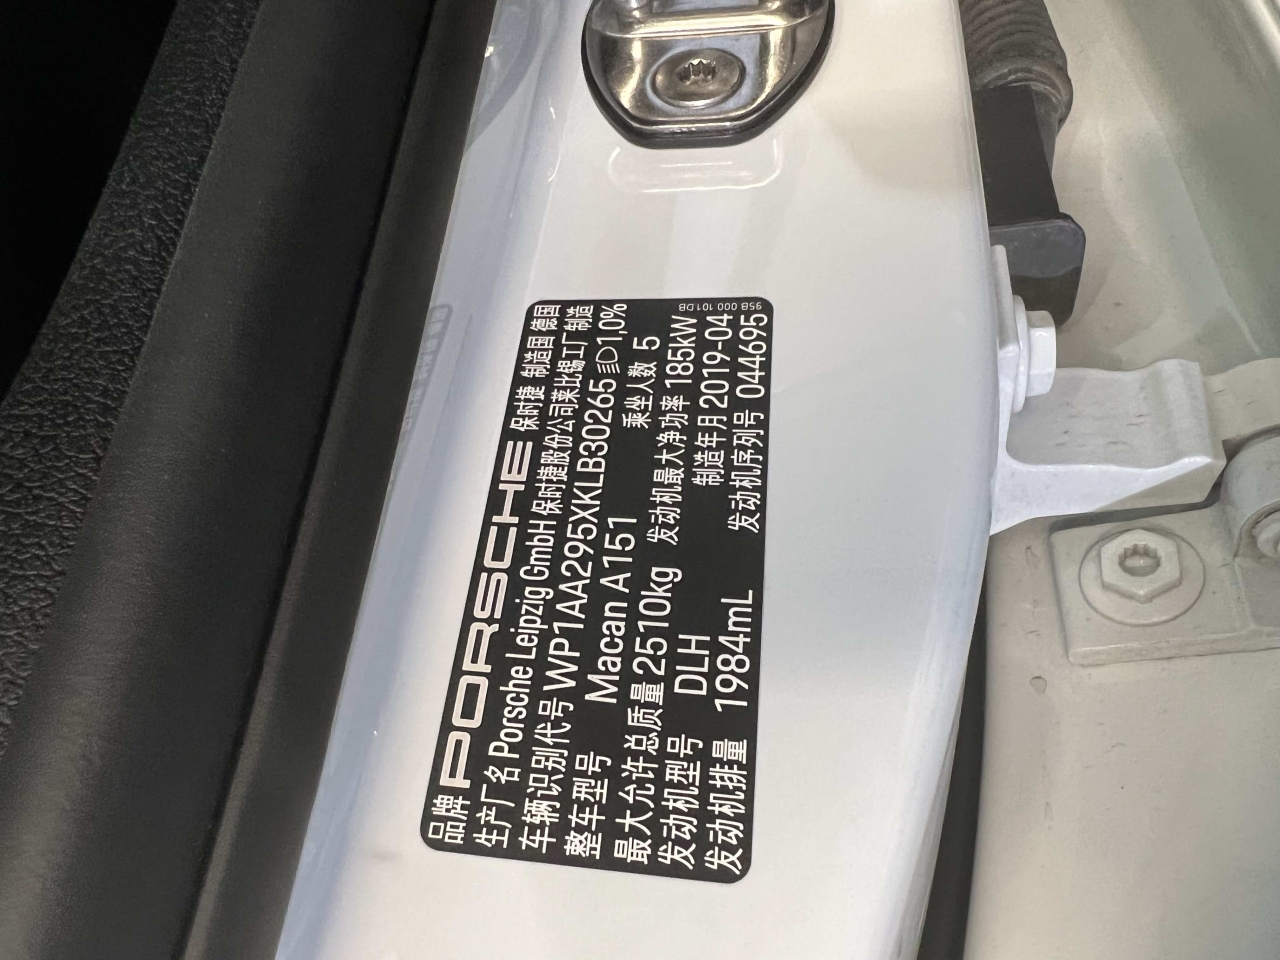 品牌 PORSCHE 保时捷 制造国 德国
生产厂名 Porsche Leipzig GmbH 保时捷股份公司莱比锡工厂制造
车辆识别代号 WP1AA295XKLB30265 1,0%
整车型号 Macan A151 乘坐人数 5
最大允许总质量 2510kg 发动机最大净功率 185kW
发动机型号 DLH 制造年月 2019-04
发动机排量 1984mL 发动机序列号 044695
95B 000 101 DB